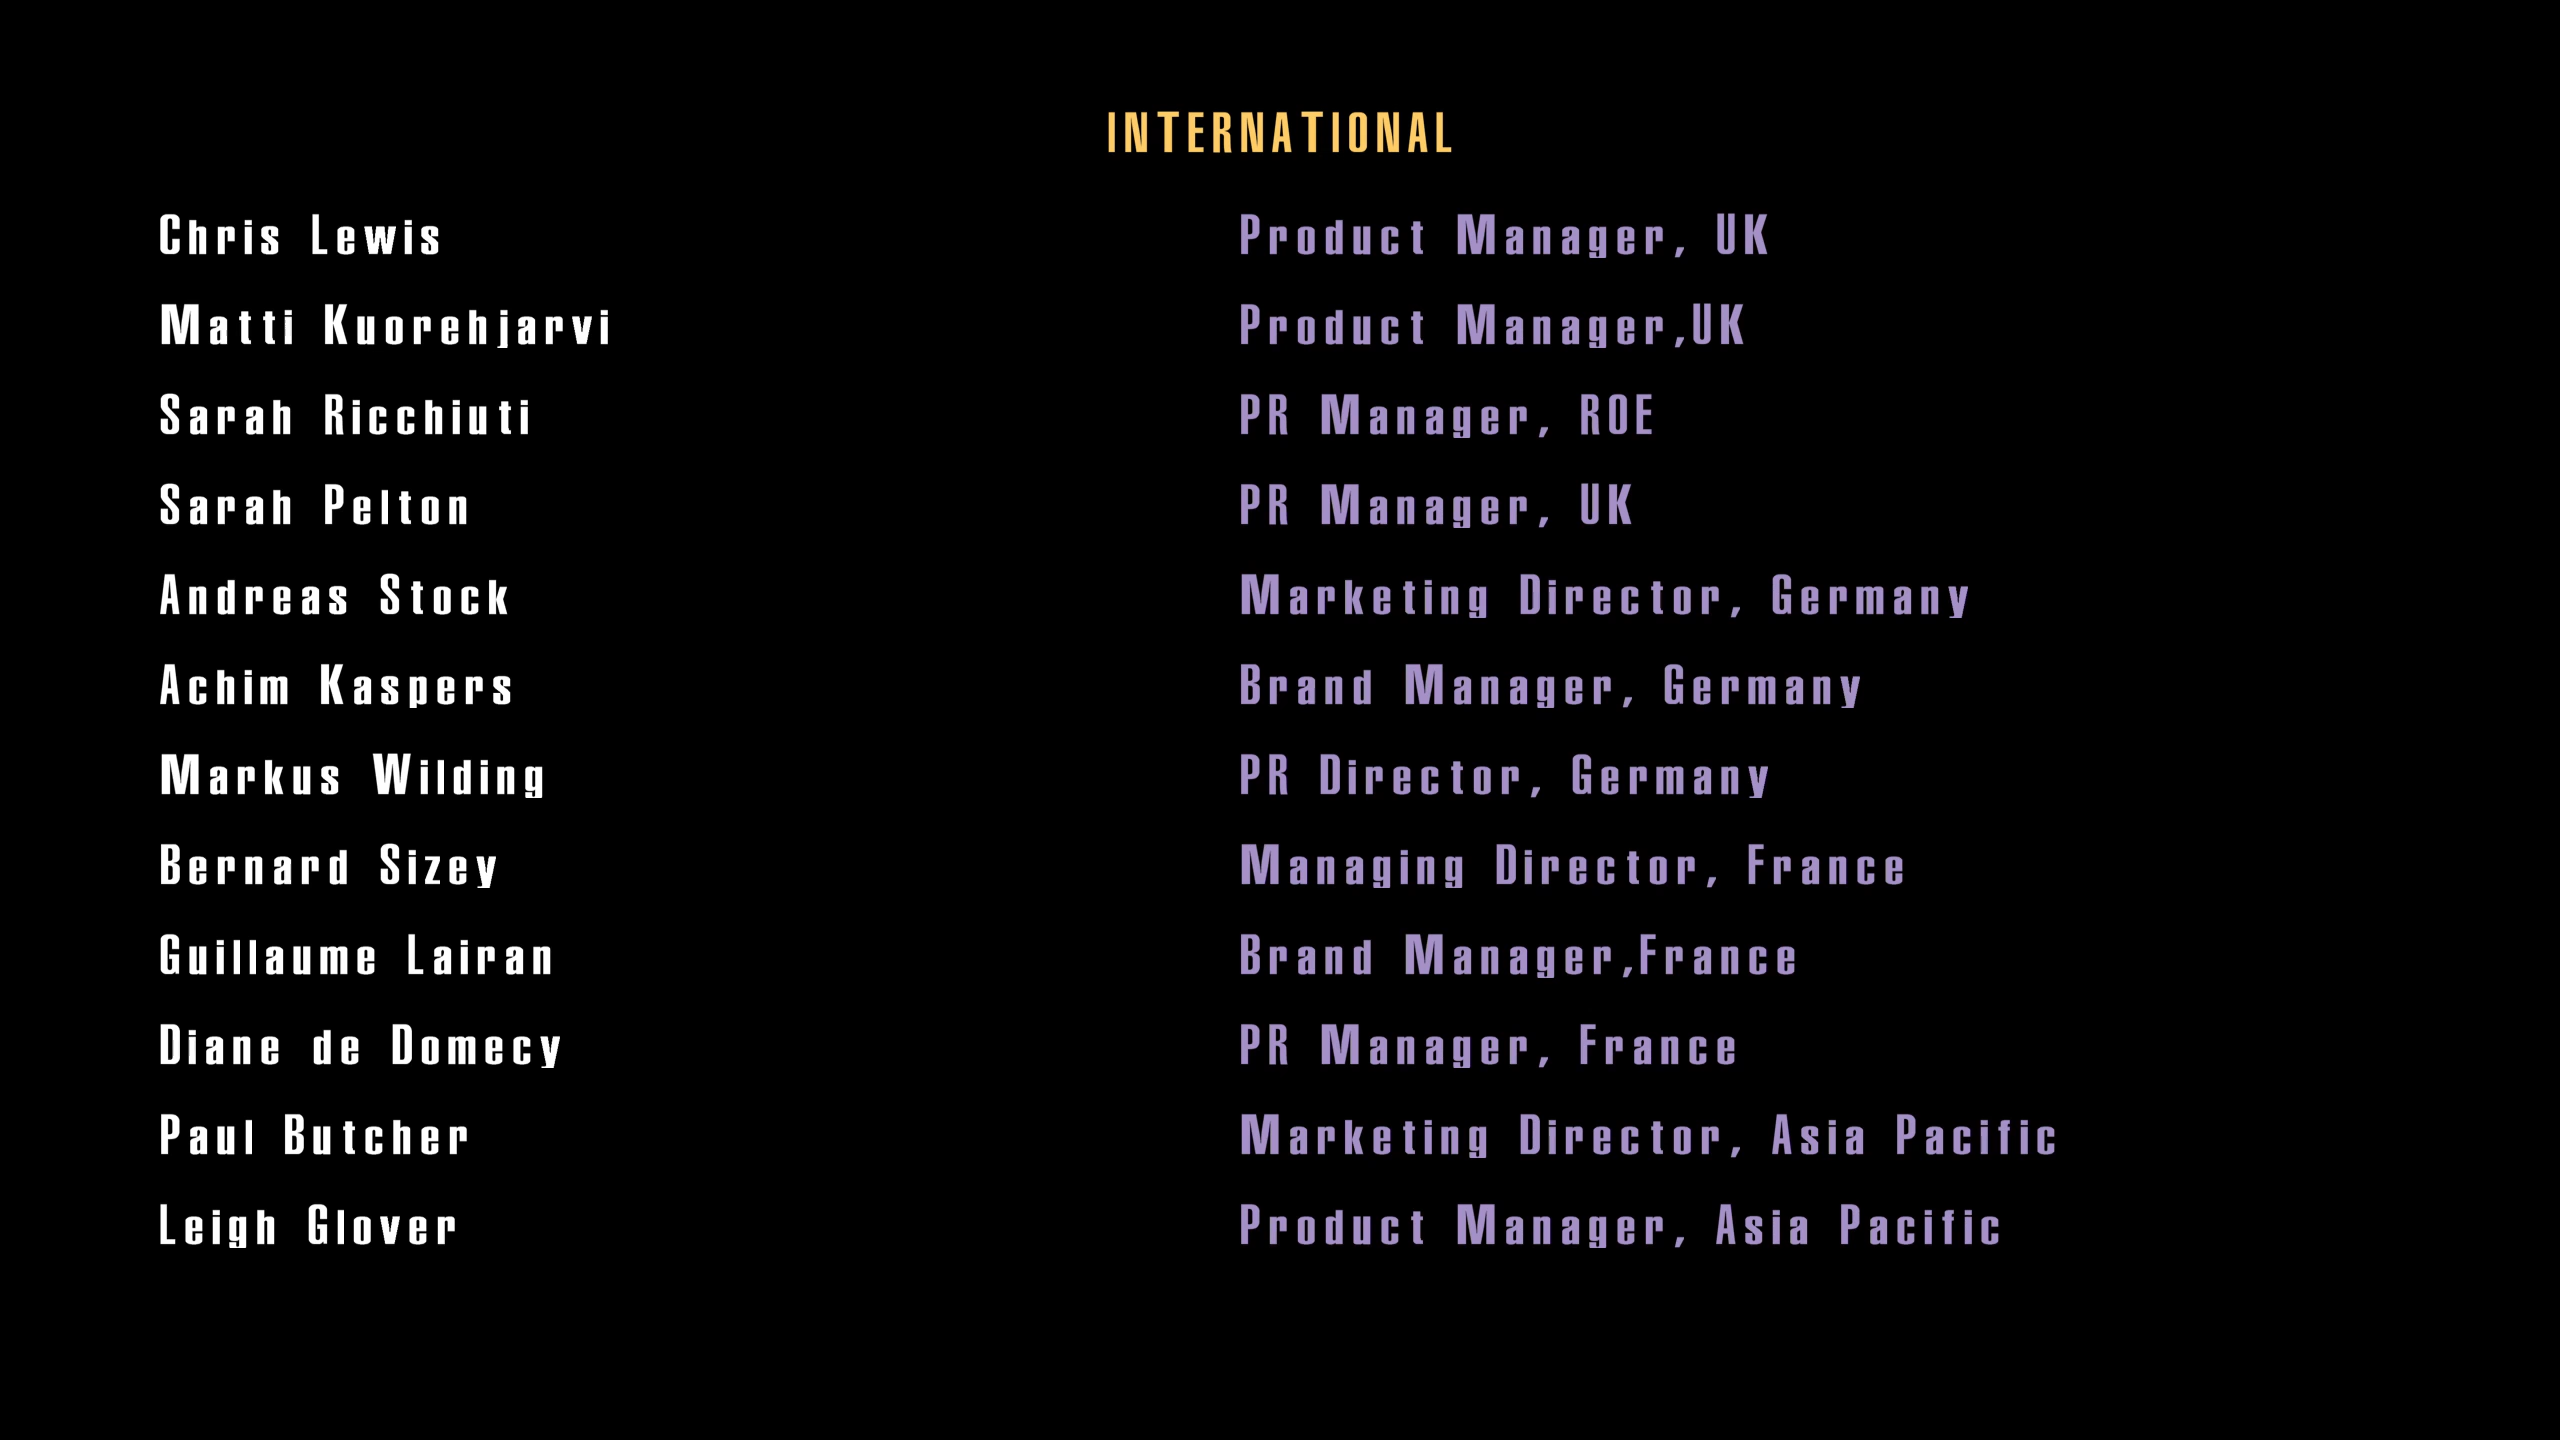 INTERNATIONAL
Chris Lewis Product Manager, UK
Matti Kuorehjarvi Product Manager,UK
Sarah Ricchiuti PR Manager, ROE
Sarah Pelton PR Manager, UK
Andreas Stock Marketing Director, Germany
Achim Kaspers Brand Manager, Germany
Markus Wilding PR Director, Germany
Bernard Sizey Managing Director, France
Guillaume Lairan Brand Manager,France
Diane de Domecy PR Manager, France
Paul Butcher Marketing Director, Asia Pacific
Leigh Glover Product Manager, Asia Pacific